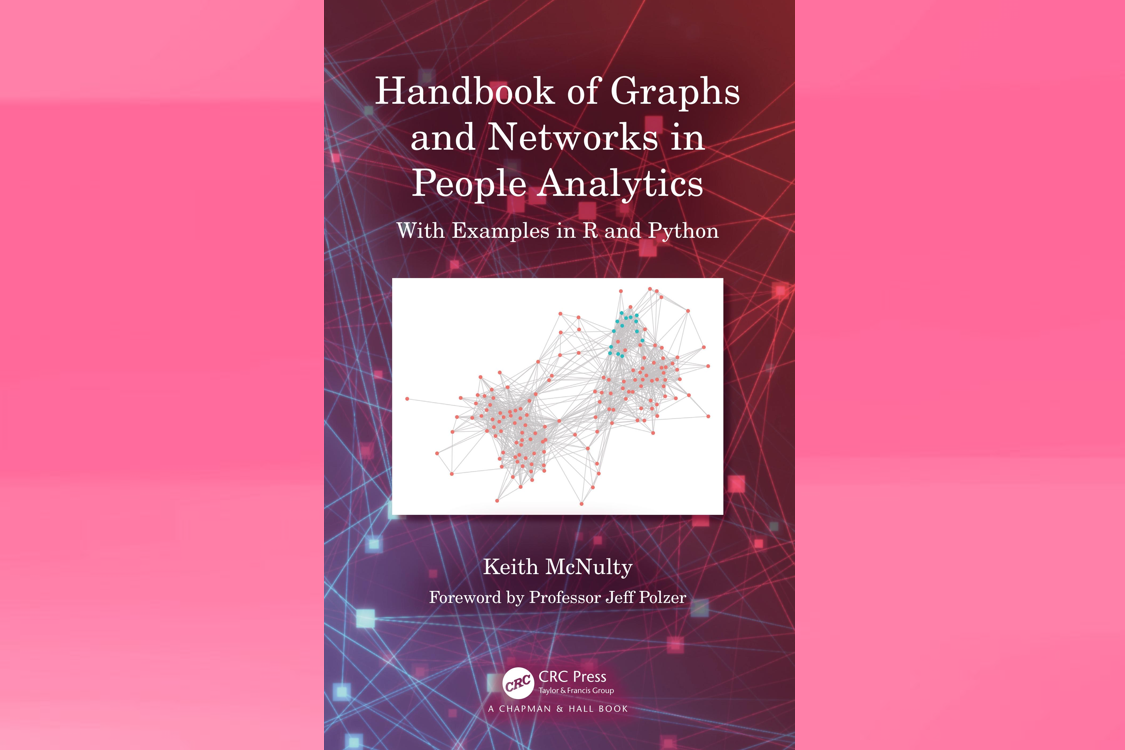 Handbook of Graphs
and Networks in
People Analytics
With Examples in R and Python
Keith McNulty
Foreword by Professor Jeff Polzer
CRC
CRC Press
Taylor & Francis Group
A CHAPMAN & HALL BOOK